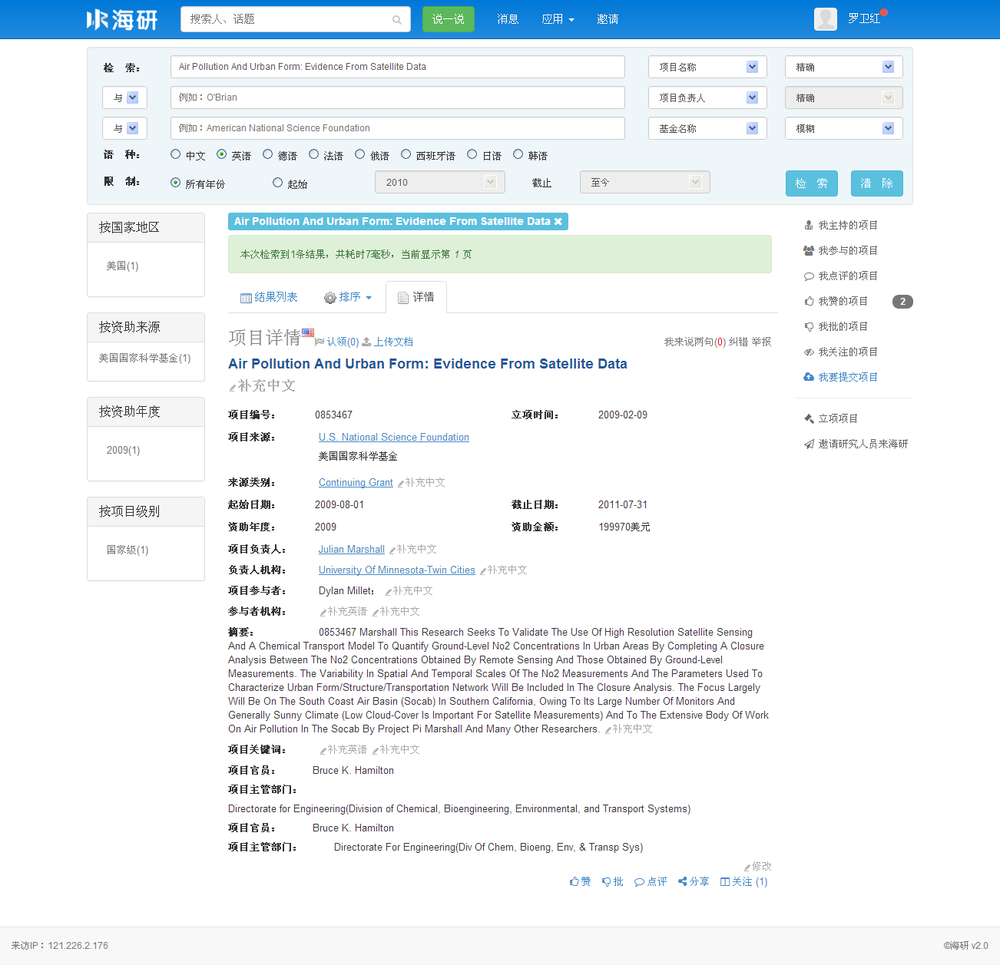 海研 搜索人、话题 说一说 消息 应用 邀请 罗卫红
检 索： Air Pollution And Urban Form: Evidence From Satellite Data 项目名称 精确
与 例如：O'Brian 项目负责人 精确
与 例如：American National Science Foundation 基金名称 模糊
语 种： 中文 英语 德语 法语 俄语 西班牙语 日语 韩语
限 制： 所有年份 起始 2010 截止 至今 检 索 清 除
按国家地区
美国(1)
按资助来源
美国国家科学基金(1)
按资助年度
2009(1)
按项目级别
国家级(1)
Air Pollution And Urban Form: Evidence From Satellite Data ✖
本次检索到1条结果，共耗时7毫秒，当前显示第 1 页
结果列表 排序 详情
项目详情 认领(0) 上传文档 我来说两句(0) 纠错 举报
Air Pollution And Urban Form: Evidence From Satellite Data
补充中文
项目编号： 0853467 立项时间： 2009-02-09
项目来源： U.S. National Science Foundation
美国国家科学基金
来源类别： Continuing Grant 补充中文
起始日期： 2009-08-01 截止日期： 2011-07-31
资助年度： 2009 资助金额： 199970美元
项目负责人： Julian Marshall 补充中文
负责人机构： University Of Minnesota-Twin Cities 补充中文
项目参与者： Dylan Millet； 补充中文
参与者机构： 补充英语 补充中文
摘要： 0853467 Marshall This Research Seeks To Validate The Use Of High Resolution Satellite Sensing
And A Chemical Transport Model To Quantify Ground-Level No2 Concentrations In Urban Areas By Completing A Closure
Analysis Between The No2 Concentrations Obtained By Remote Sensing And Those Obtained By Ground-Level
Measurements. The Variability In Spatial And Temporal Scales Of The No2 Measurements And The Parameters Used To
Characterize Urban Form/Structure/Transportation Network Will Be Included In The Closure Analysis. The Focus Largely
Will Be On The South Coast Air Basin (Socab) In Southern California, Owing To Its Large Number Of Monitors And
Generally Sunny Climate (Low Cloud-Cover Is Important For Satellite Measurements) And To The Extensive Body Of Work
On Air Pollution In The Socab By Project Pi Marshall And Many Other Researchers. 补充中文
项目关键词： 补充英语 补充中文
项目官员： Bruce K. Hamilton
项目主管部门：
Directorate for Engineering(Division of Chemical, Bioengineering, Environmental, and Transport Systems)
项目官员： Bruce K. Hamilton
项目主管部门： Directorate For Engineering(Div Of Chem, Bioeng, Env, & Transp Sys)
修改
赞 批 点评 分享 关注 (1)
我主持的项目
我参与的项目
我点评的项目
我赞的项目 2
我批的项目
我关注的项目
我要提交项目
立项项目
邀请研究人员来海研
来访IP：121.226.2.176 ©海研 v2.0